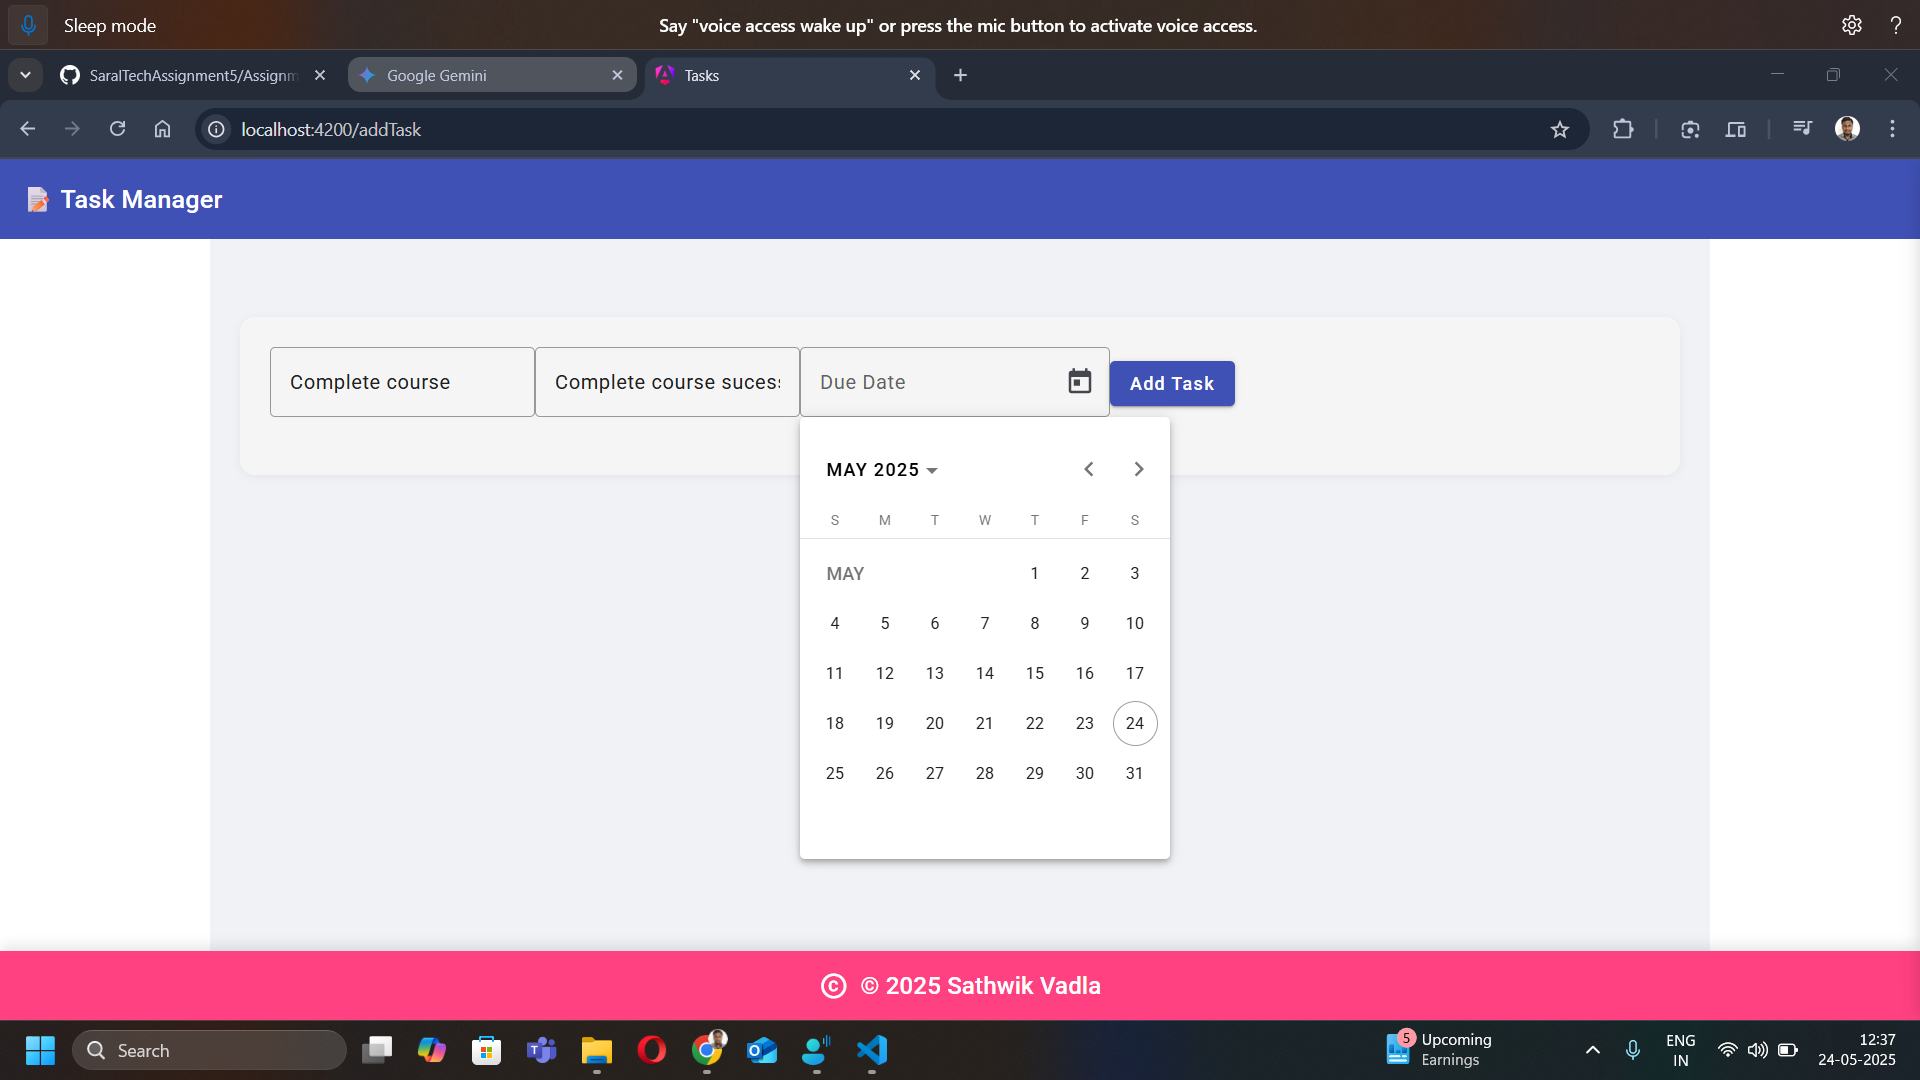 Sleep mode
Say "voice access wake up" or press the mic button to activate voice access.
SaralTechAssignment5/Assignm
Google Gemini
Tasks
localhost:4200/addTask
Task Manager
Complete course
Complete course suces
Due Date
Add Task
MAY 2025
S M T W T F S
MAY 1 2 3
4 5 6 7 8 9 10
11 12 13 14 15 16 17
18 19 20 21 22 23 24
25 26 27 28 29 30 31
© © 2025 Sathwik Vadla
Search
5
Upcoming
Earnings
ENG
IN
12:37
24-05-2025